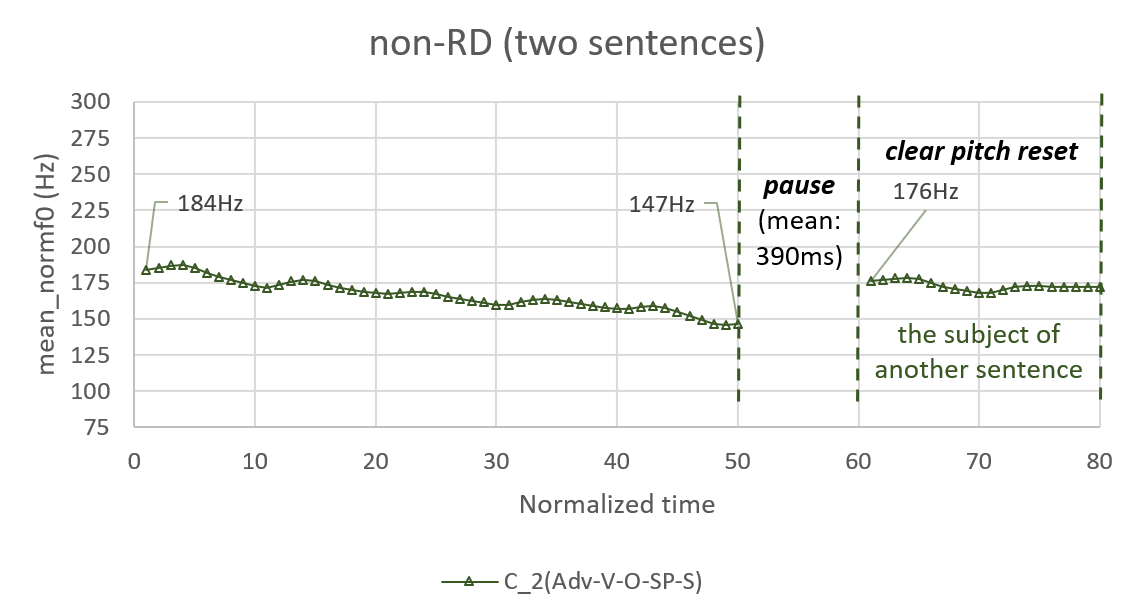 non-RD (two sentences)
mean_normf0 (Hz)
300
275
250
225
200
175
150
125
100
75
184Hz
147Hz
pause
(mean:
390ms)
clear pitch reset
176Hz
the subject of
another sentence
0 10 20 30 40 50 60 70 80
Normalized time
C_2(Adv-V-O-SP-S)